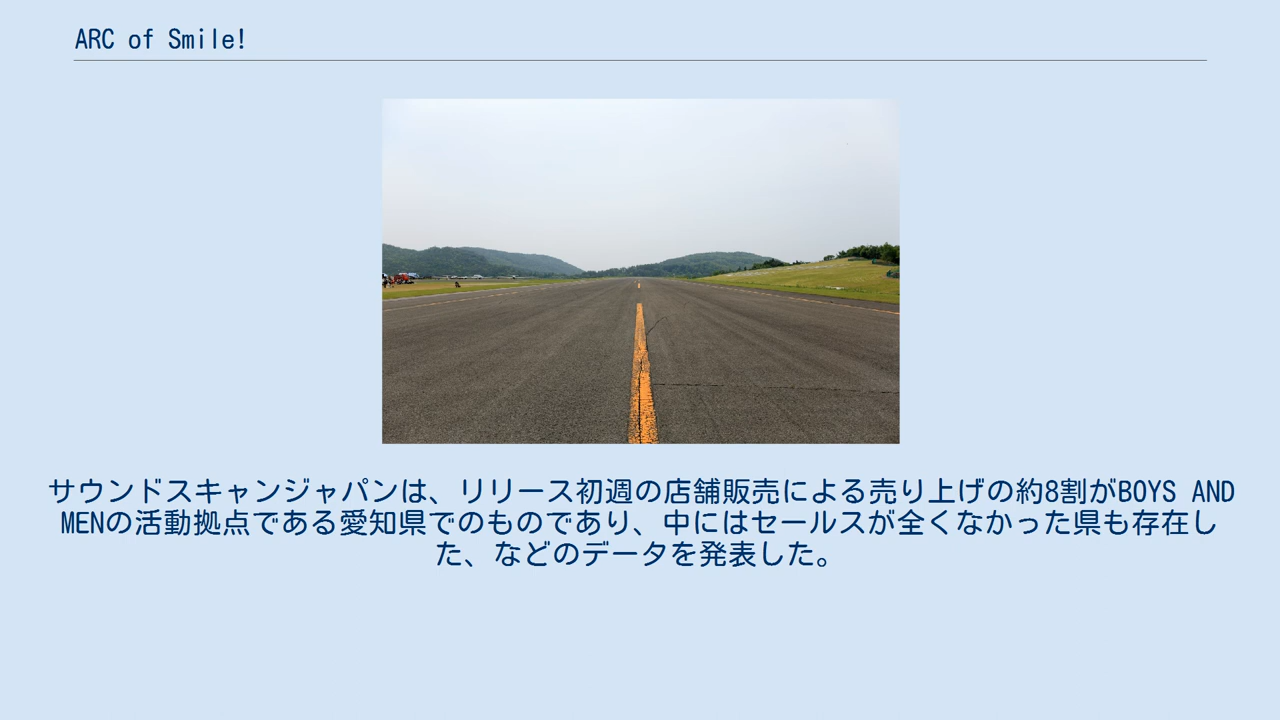 ARC of Smile!
サウンドスキャンジャパンは、リリース初週の店舗販売による売り上げの約8割がBOYS AND
MENの活動拠点である愛知県でのものであり、中にはセールスが全くなかった県も存在し
た、などのデータを発表した。